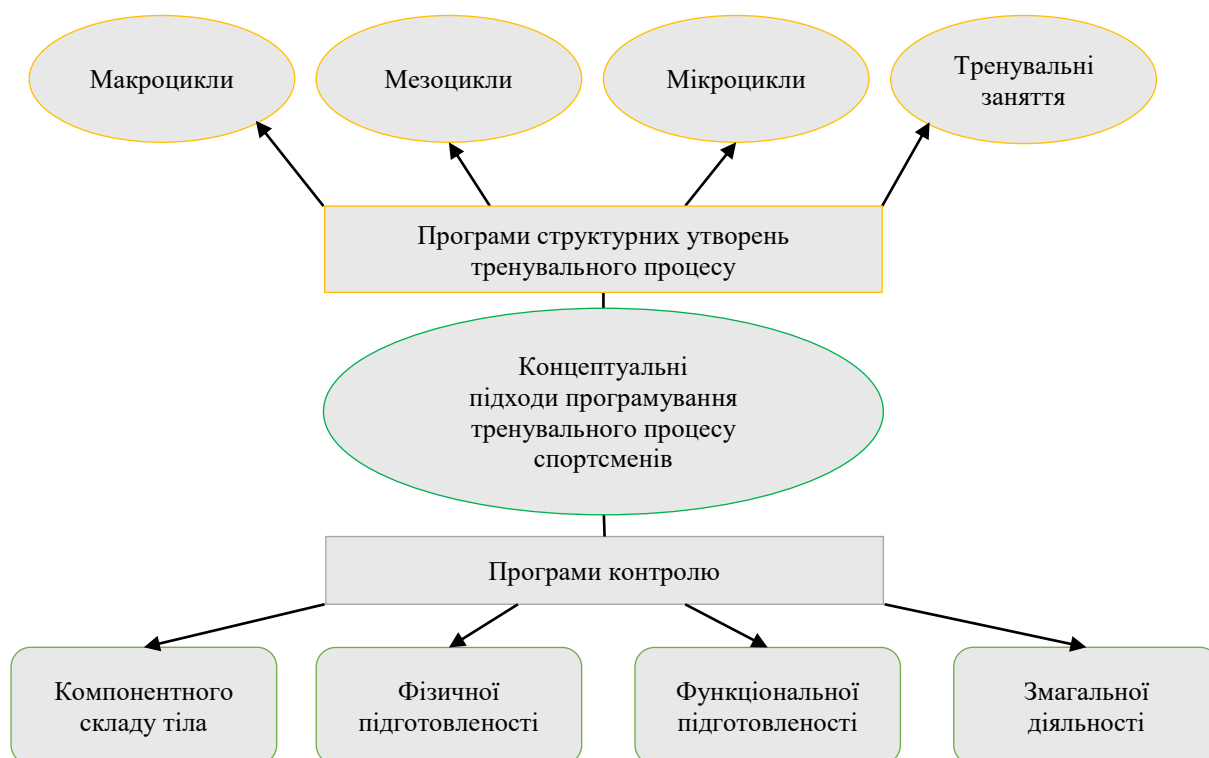 Макроцикли
Мезоцикли
Мікроцикли
Тренувальні
заняття
Програми структурних утворень
тренувального процесу
Концептуальні
підходи програмування
тренувального процесу
спортсменів
Програми контролю
Компонентного
складу тіла
Фізичної
підготовленості
Функціональної
підготовленості
Змагальної
діяльності